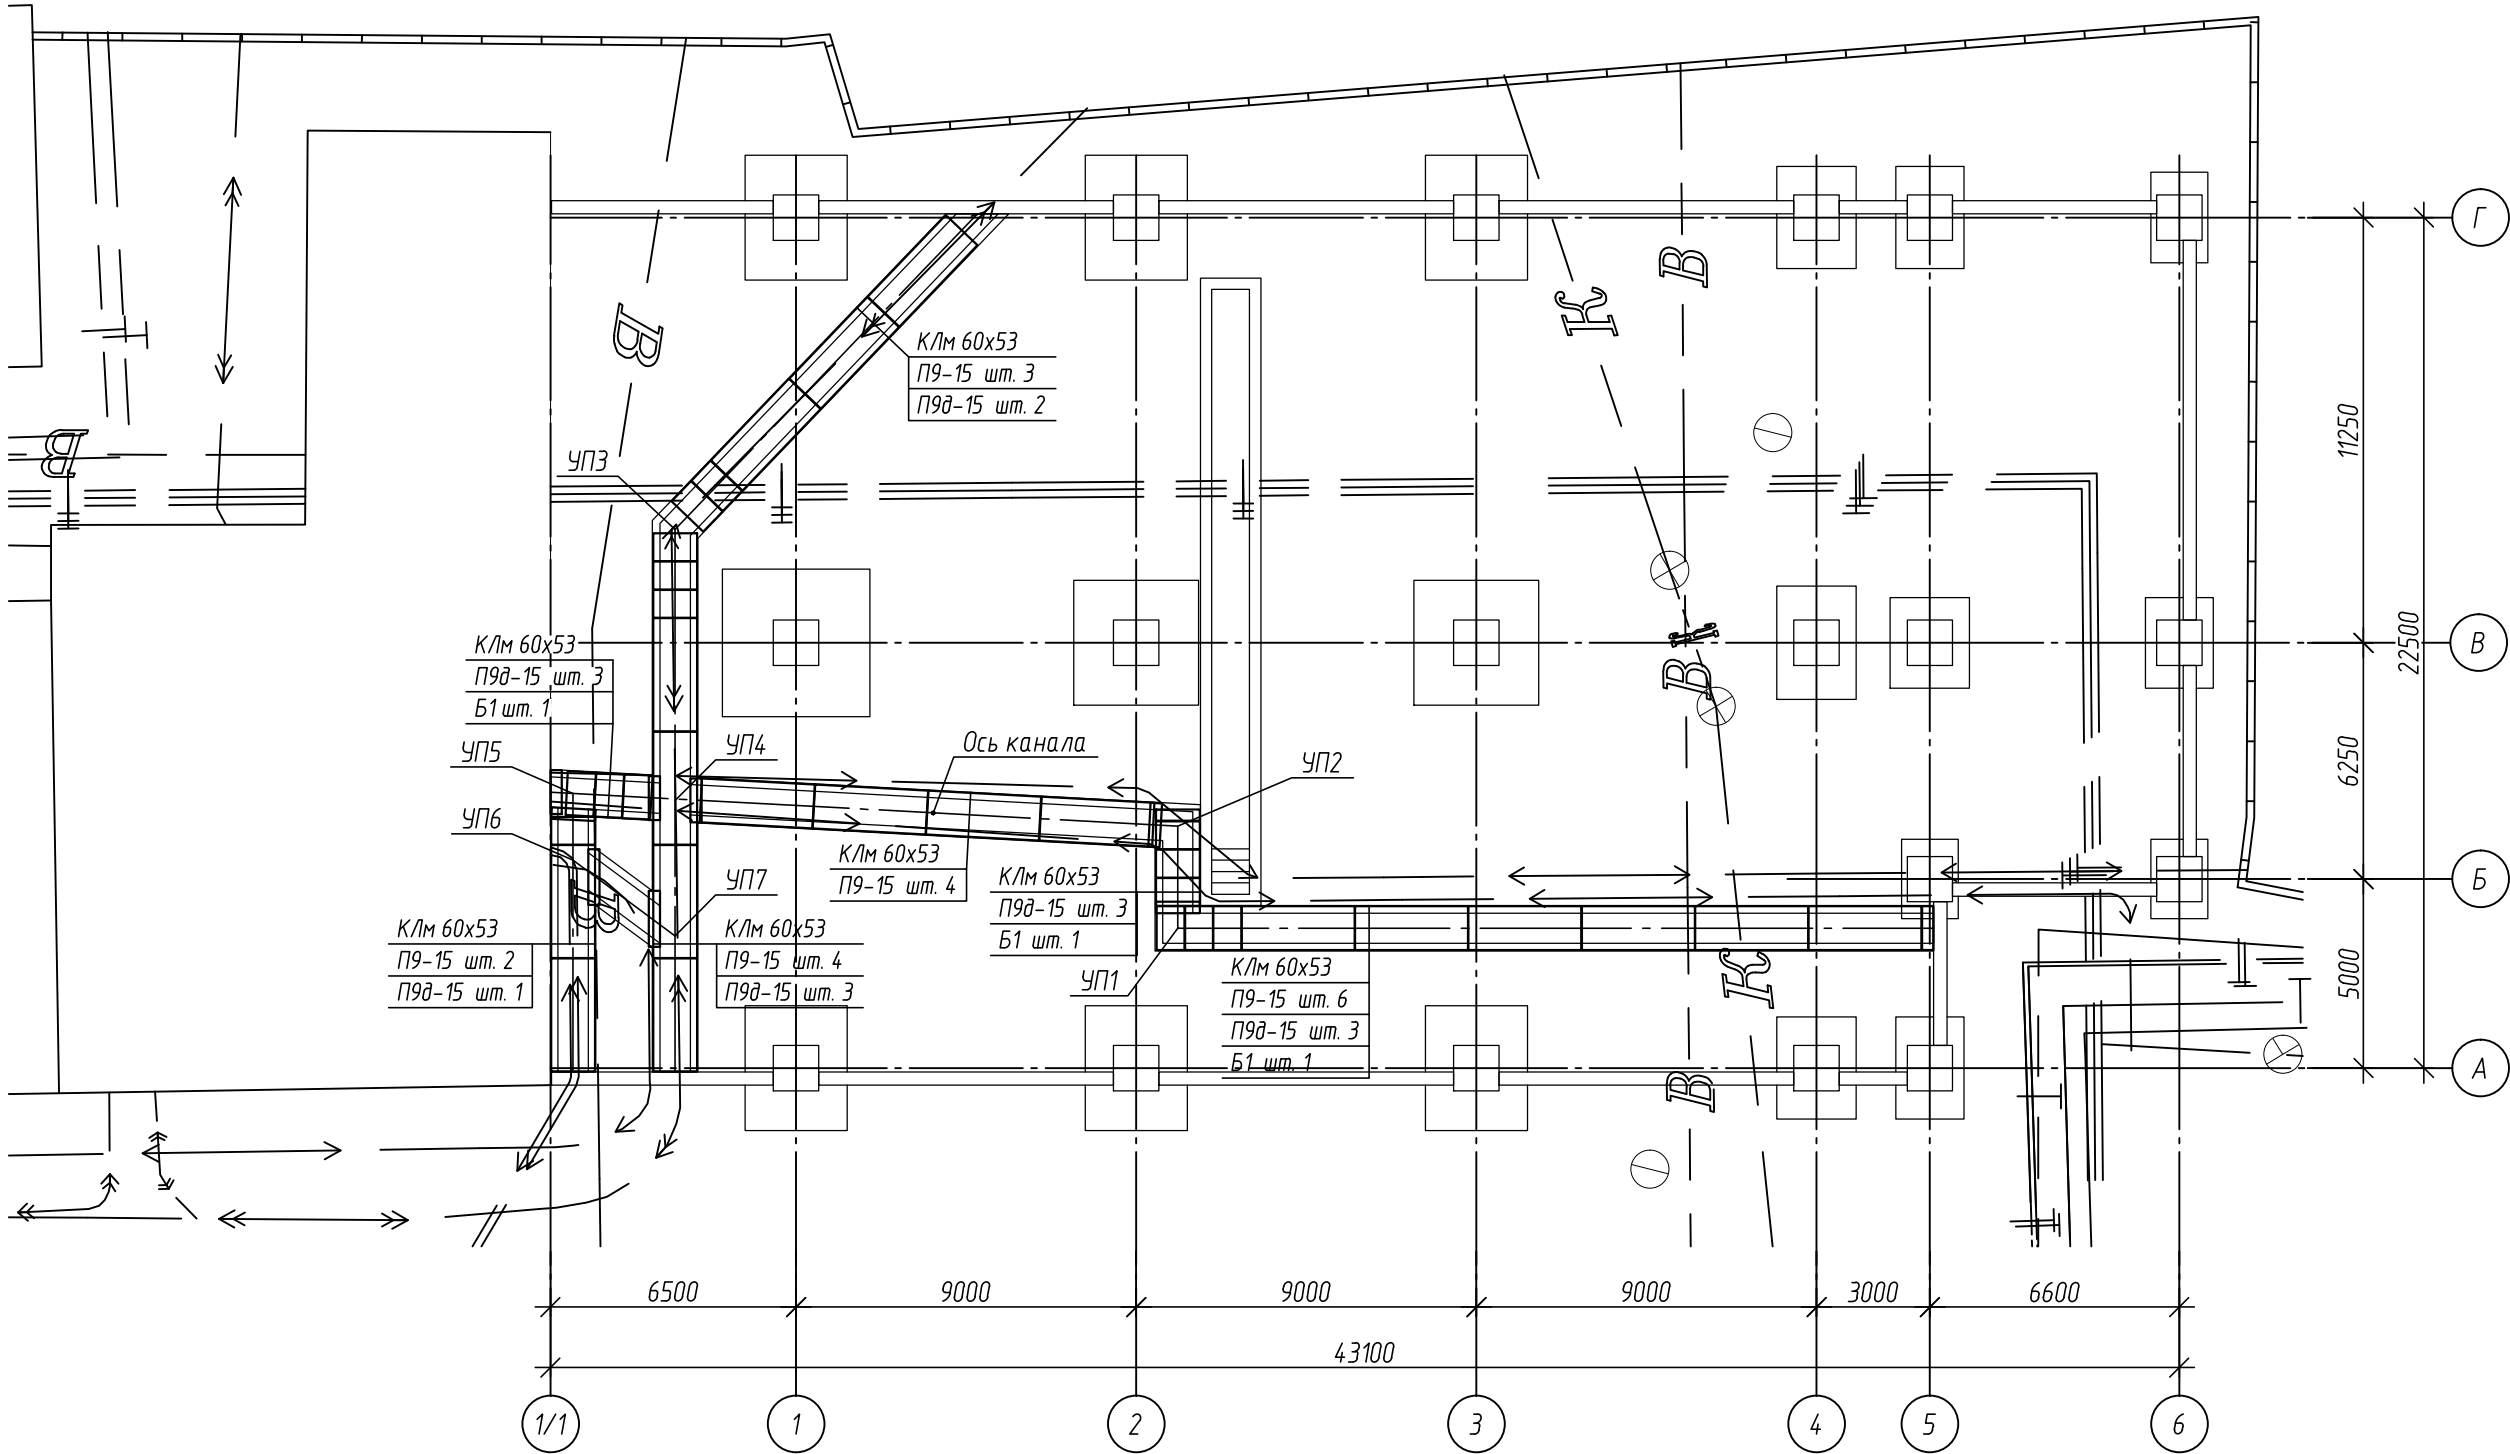 В
К
В
Г
КЛм 60х53
П9-15 шт. 3
П9д-15 шт. 2
В
УП3
11250
22500
КЛм 60х53
П9д-15 шт. 3
Б1 шт. 1
В
В
УП5
УП4
Ось канала
УП2
6250
УП6
КЛм 60х53
П9-15 шт. 4
УП7
КЛм 60х53
П9д-15 шт. 3
Б1 шт. 1
Б
В
КЛм 60х53
П9-15 шт. 2
П9д-15 шт. 1
КЛм 60х53
П9-15 шт. 4
П9д-15 шт. 3
УП1
КЛм 60х53
П9-15 шт. 6
П9д-15 шт. 3
Б1 шт. 1
К
5000
В
А
6500
9000
9000
9000
3000
6600
43100
1/1
1
2
3
4
5
6